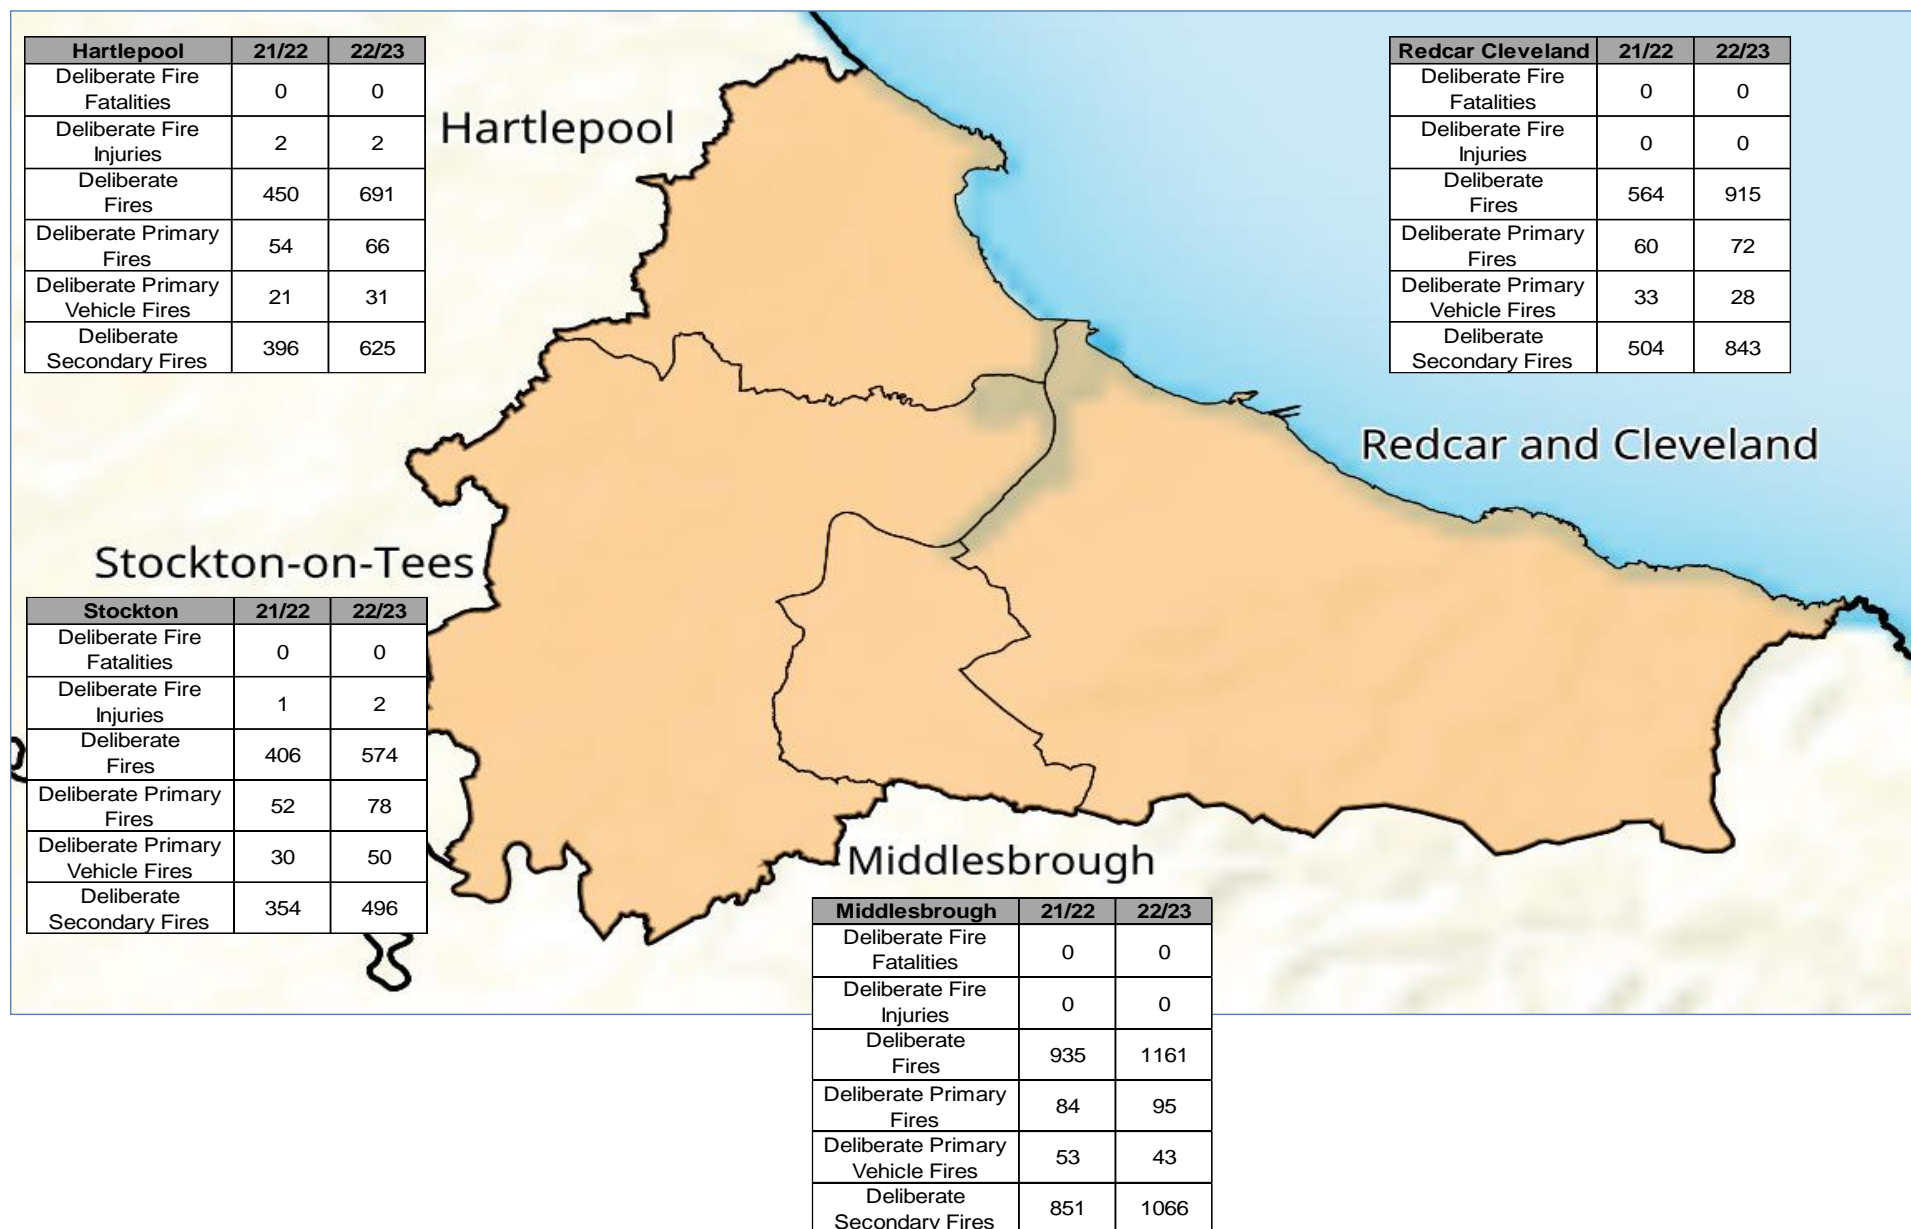 Hartlepool 21/22 22/23
Deliberate Fire
Fatalities 0 0
Deliberate Fire
Injuries 2 2
Deliberate
Fires 450 691
Deliberate Primary
Fires 54 66
Deliberate Primary
Vehicle Fires 21 31
Deliberate
Secondary Fires 396 625
Hartlepool
Redcar Cleveland 21/22 22/23
Deliberate Fire
Fatalities 0 0
Deliberate Fire
Injuries 0 0
Deliberate
Fires 564 915
Deliberate Primary
Fires 60 72
Deliberate Primary
Vehicle Fires 33 28
Deliberate
Secondary Fires 504 843
Redcar and Cleveland
Stockton-on-Tees
Stockton 21/22 22/23
Deliberate Fire
Fatalities 0 0
Deliberate Fire
Injuries 1 2
Deliberate
Fires 406 574
Deliberate Primary
Fires 52 78
Deliberate Primary
Vehicle Fires 30 50
Deliberate
Secondary Fires 354 496
Middlesbrough
Middlesbrough 21/22 22/23
Deliberate Fire
Fatalities 0 0
Deliberate Fire
Injuries 0 0
Deliberate
Fires 935 1161
Deliberate Primary
Fires 84 95
Deliberate Primary
Vehicle Fires 53 43
Deliberate
Secondary Fires 851 1066